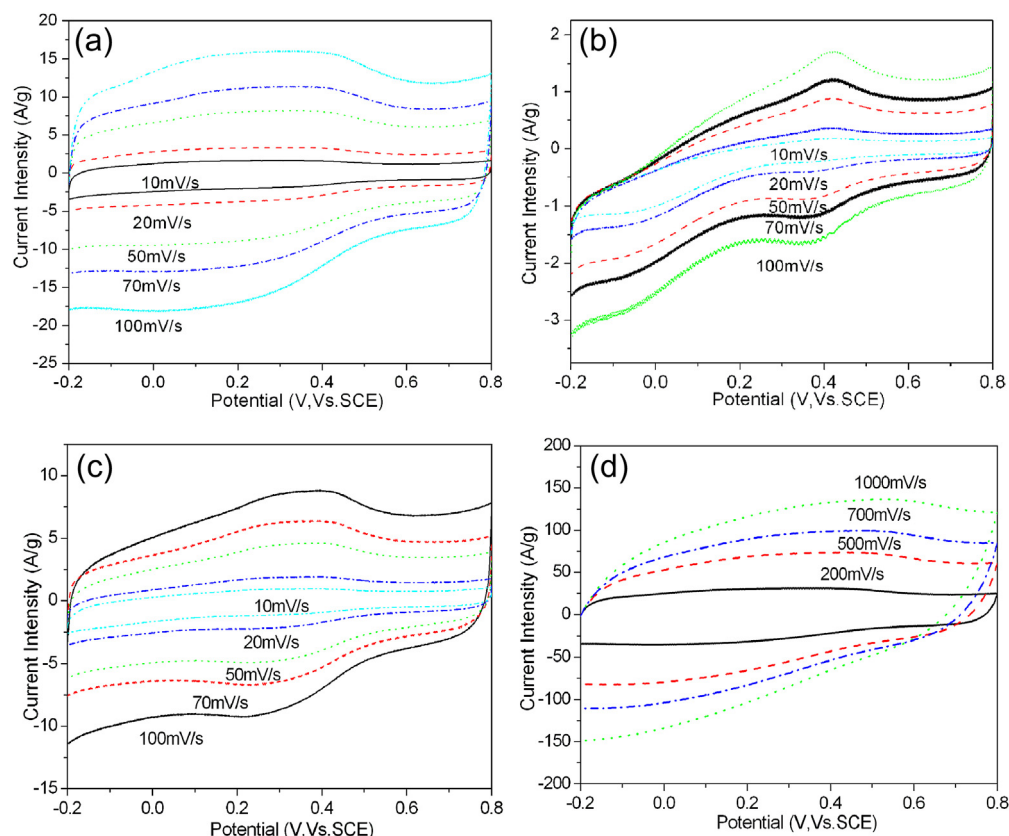 (a)
20
15
10
5
0
-5
-10
-15
-20
-25
Current Intensity (A/g)
10mV/s
20mV/s
50mV/s
70mV/s
100mV/s
-0.2 0.0 0.2 0.4 0.6 0.8
Potential (V,Vs.SCE)
(b)
2
1
0
-1
-2
-3
Current Intensity (A/g)
10mV/s
20mV/s
50mV/s
70mV/s
100mV/s
-0.2 0.0 0.2 0.4 0.6 0.8
Potential (V,Vs.SCE)
(c)
10
5
0
-5
-10
-15
Current Intensity (A/g)
10mV/s
20mV/s
50mV/s
70mV/s
100mV/s
-0.2 0.0 0.2 0.4 0.6 0.8
Potential (V,Vs.SCE)
(d)
200
150
100
50
0
-50
-100
-150
-200
Current Intensity (A/g)
1000mV/s
700mV/s
500mV/s
200mV/s
-0.2 0.0 0.2 0.4 0.6 0.8
Potential (V,Vs.SCE)